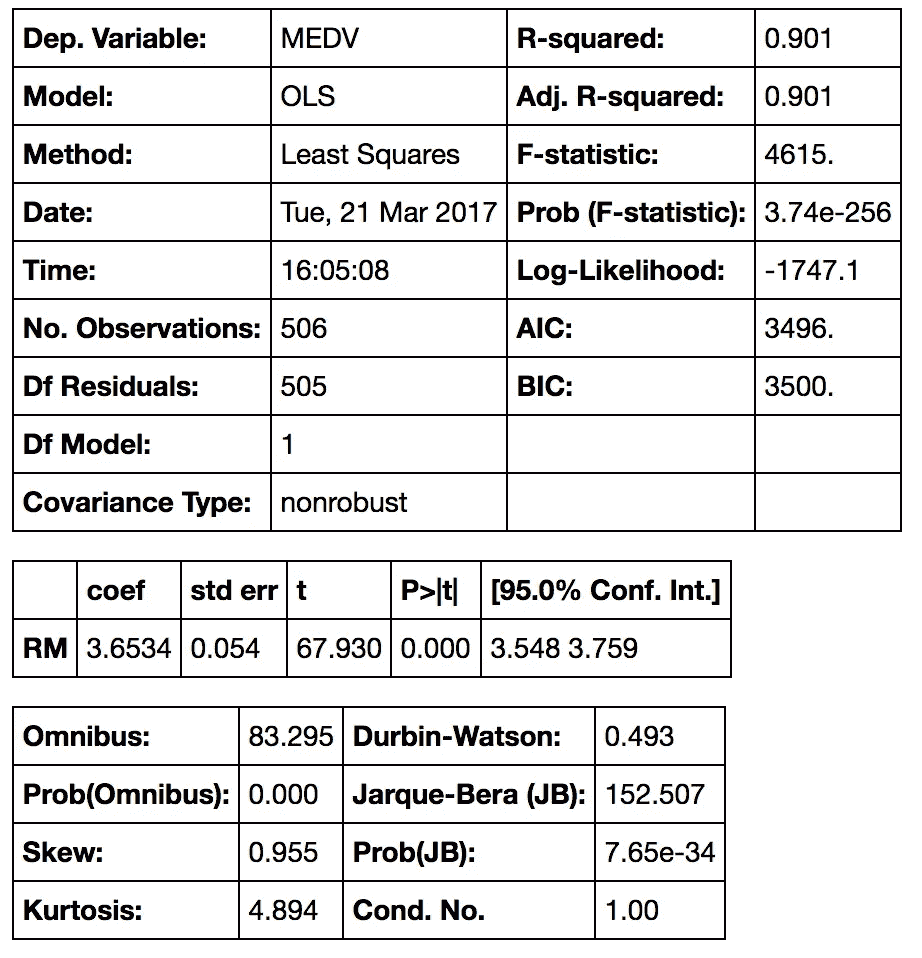 Dep. Variable: MEDV R-squared: 0.901
Model: OLS Adj. R-squared: 0.901
Method: Least Squares F-statistic: 4615.
Date: Tue, 21 Mar 2017 Prob (F-statistic): 3.74e-256
Time: 16:05:08 Log-Likelihood: -1747.1
No. Observations: 506 AIC: 3496.
Df Residuals: 505 BIC: 3500.
Df Model: 1
Covariance Type: nonrobust
coef std err t P>|t| [95.0% Conf. Int.]
RM 3.6534 0.054 67.930 0.000 3.548 3.759
Omnibus: 83.295 Durbin-Watson: 0.493
Prob(Omnibus): 0.000 Jarque-Bera (JB): 152.507
Skew: 0.955 Prob(JB): 7.65e-34
Kurtosis: 4.894 Cond. No. 1.00